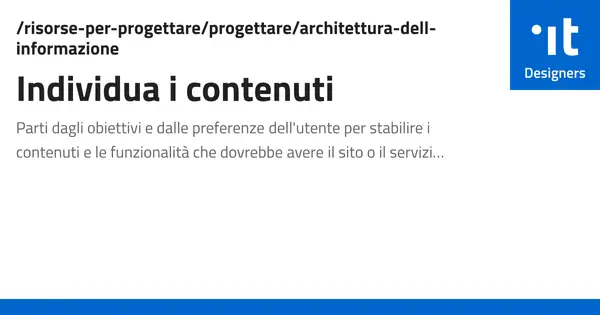 /risorse-per-progettare/progettare/architettura-dell-
informazione
Individua i contenuti
Parti dagli obiettivi e dalle preferenze dell'utente per stabilire i
contenuti e le funzionalità che dovrebbe avere il sito o il servizi…
·it
Designers